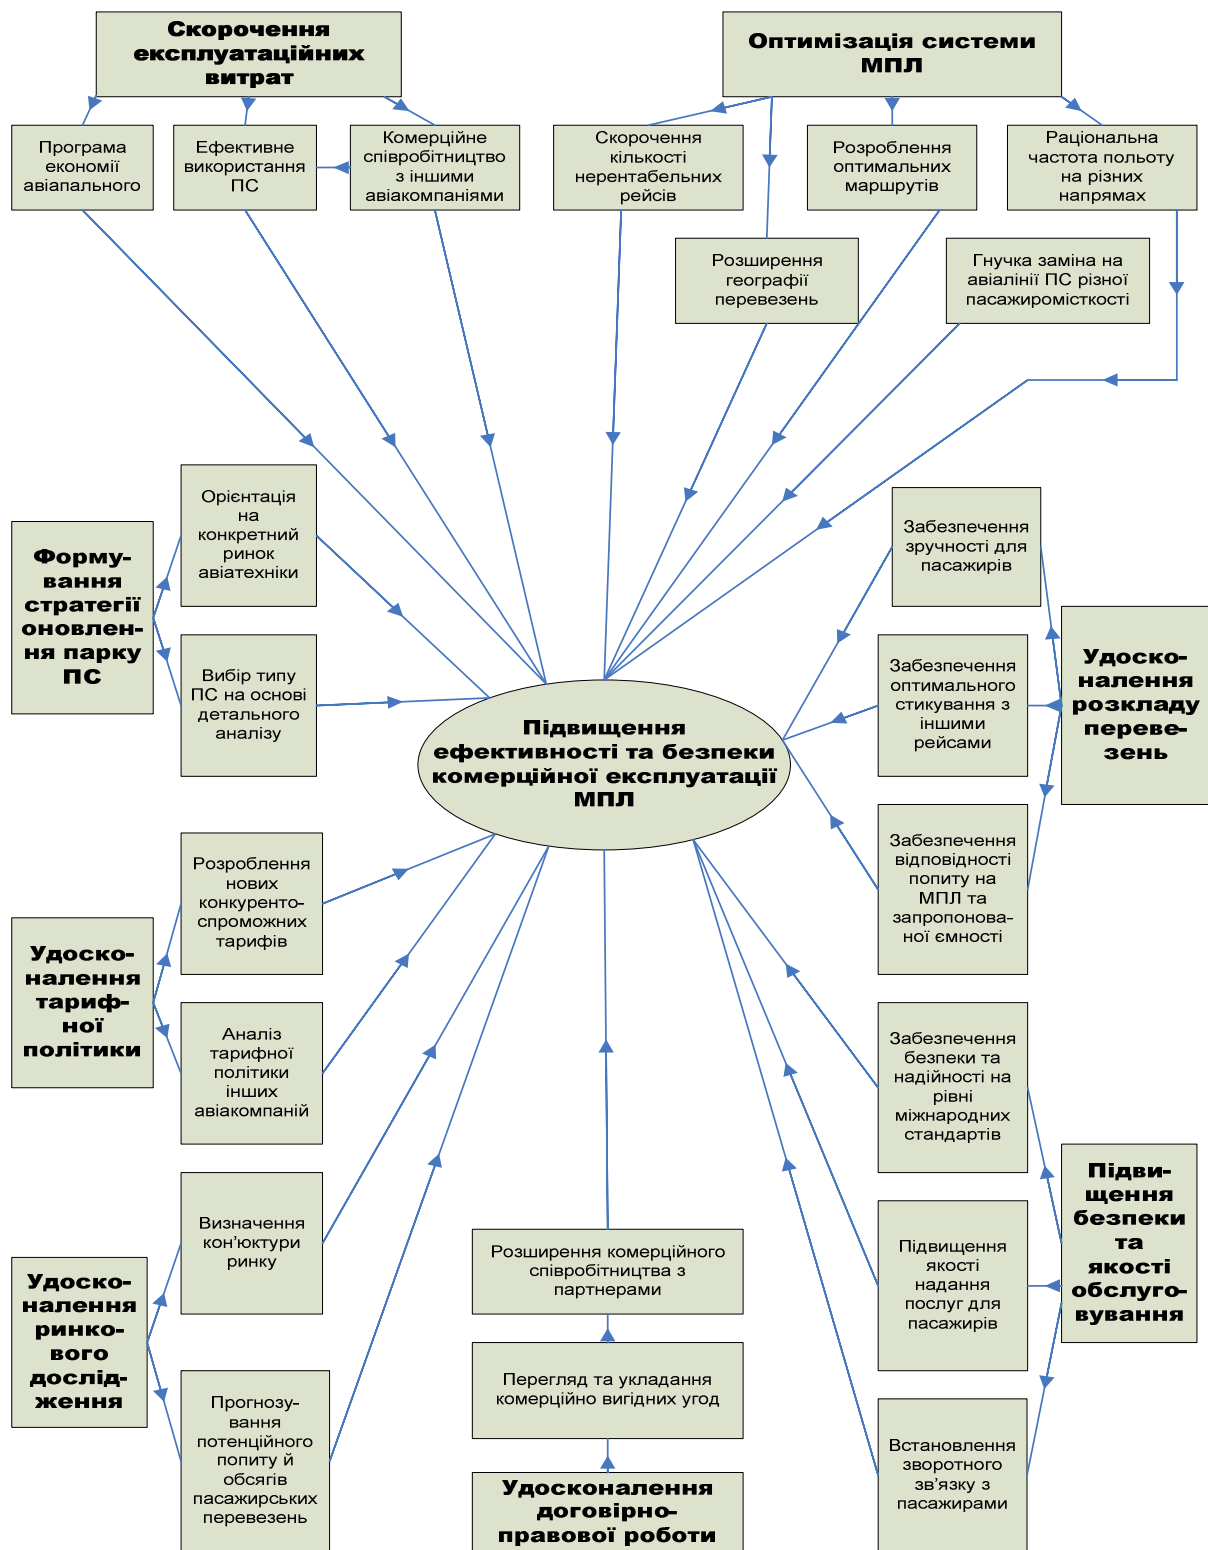 Скорочення
експлуатаційних
витрат
Оптимізація системи
МПЛ
Програма
економії
авіапального
Ефективне
використання
ПС
Комерційне
співробітництво
з іншими
авіакомпаніями
Скорочення
кількості
нерентабельних
рейсів
Розроблення
оптимальних
маршрутів
Раціональна
частота польоту
на різних
напрямах
Розширення
географії
перевезень
Гнучка заміна на
авіалінії ПС різної
пасажиромісткості
Орієнтація
на
конкретний
ринок
авіатехніки
Форму-
вання
стратегії
оновлен-
ня парку
ПС
Вибір типу
ПС на основі
детального
аналізу
Забезпечення
зручності для
пасажирів
Забезпечення
оптимального
стикування з
іншими
рейсами
Удоско-
налення
розкладу
переве-
зень
Забезпечення
відповідності
попиту на
МПЛ та
запропонова-
ної ємності
Підвищення
ефективності та безпеки
комерційної експлуатації
МПЛ
Розроблення
нових
конкуренто-
спроможних
тарифів
Удоско-
налення
тариф-
ної
політики
Аналіз
тарифної
політики
інших
авіакомпаній
Забезпечення
безпеки та
надійності на
рівні
міжнародних
стандартів
Підви-
щення
безпеки
та
якості
обслуго-
вування
Підвищення
якості
надання
послуг для
пасажирів
Встановлення
зворотного
зв’язку з
пасажирами
Визначення
кон’юктури
ринку
Удоско-
налення
ринко-
вого
дослід-
ження
Прогнозу-
вання
потенційного
попиту й
обсягів
пасажирських
перевезень
Розширення комерційного
співробітництва з
партнерами
Перегляд та укладання
комерційно вигідних угод
Удосконалення
договірно-
правової роботи